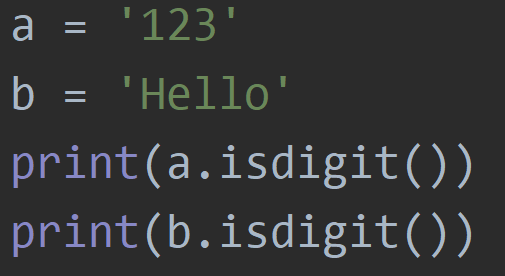 a = '123'
b = 'Hello'
print(a.isdigit())
print(b.isdigit())